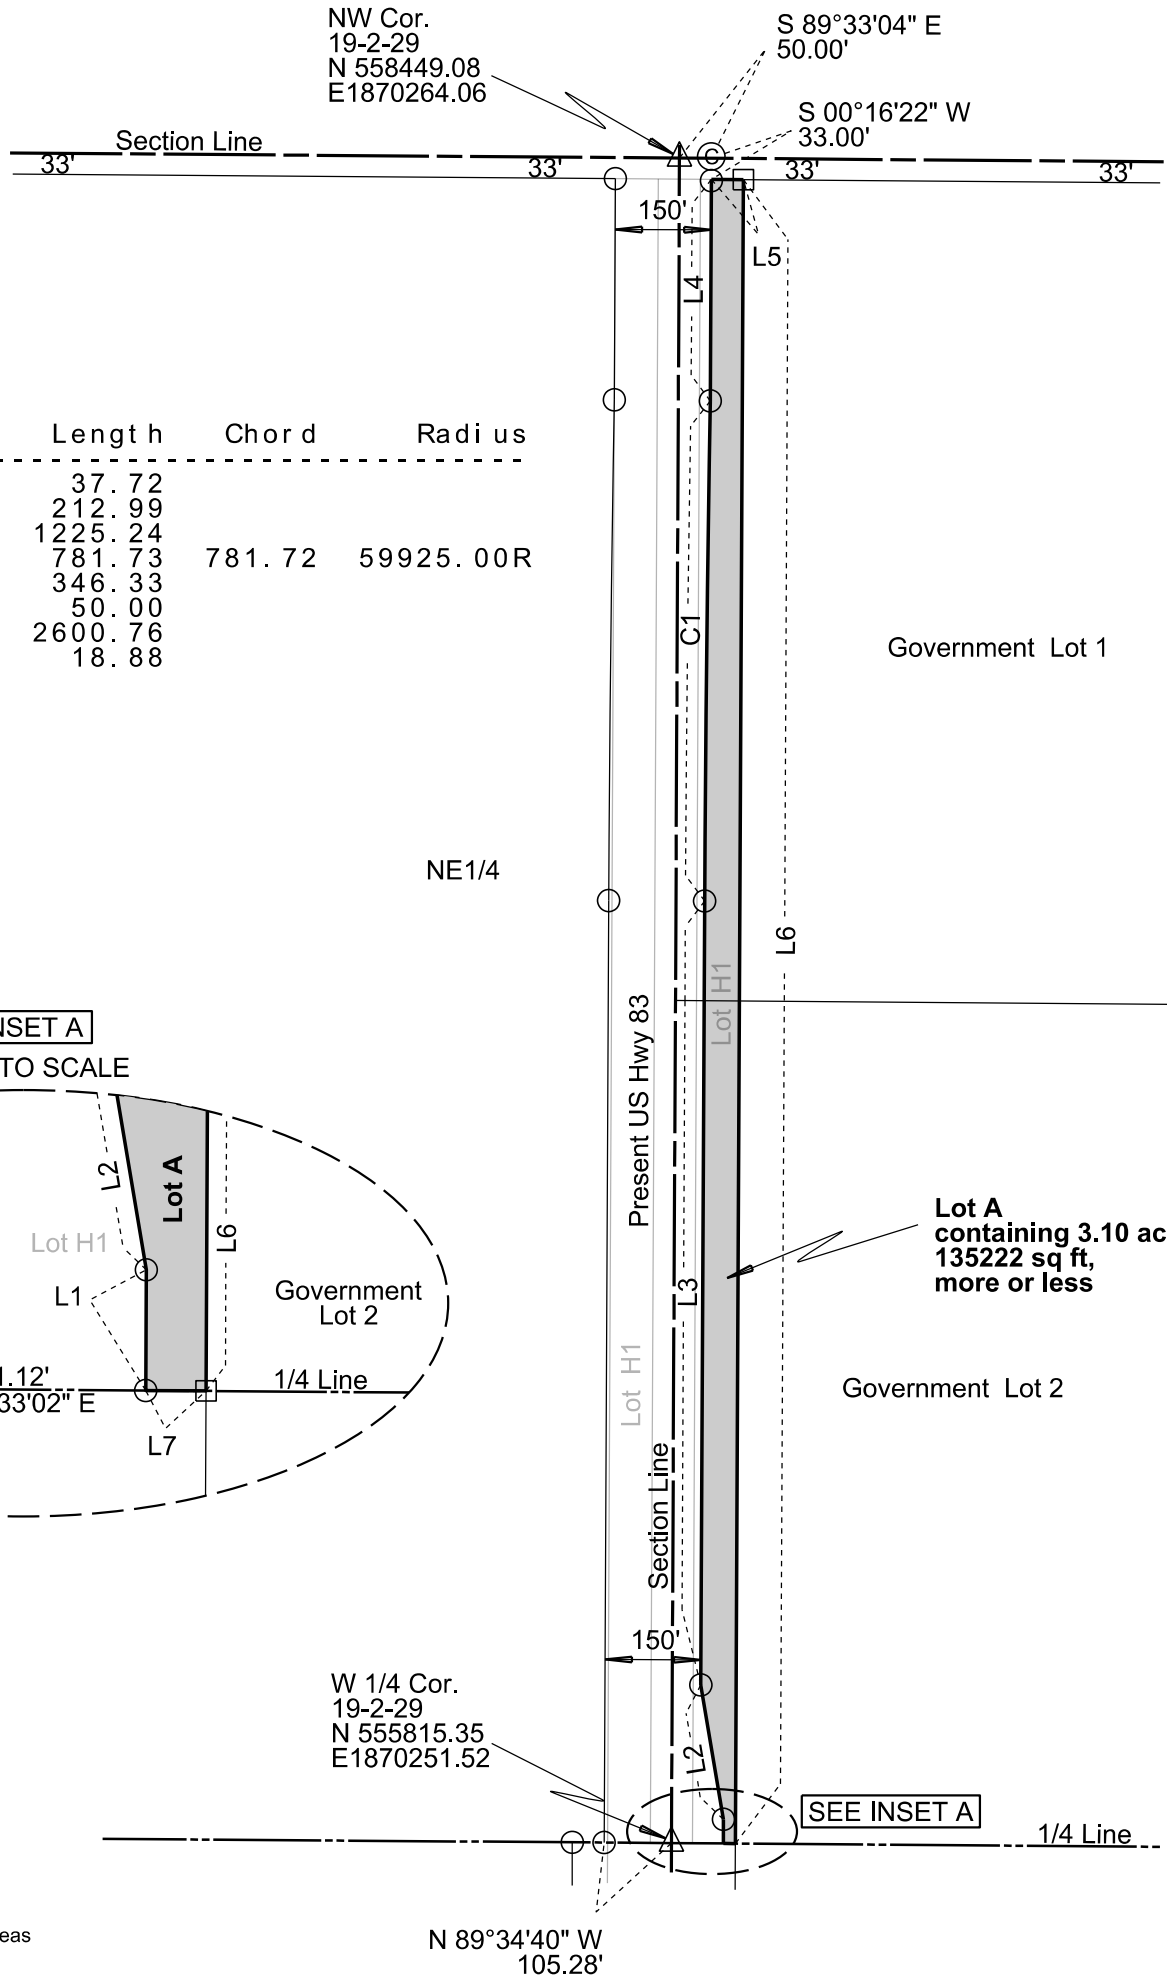 NW Cor.
19-2-29
N 558449.08
E1870264.06
S 89°33'04" E
50.00'
S 00°16'22" W
33.00'
Section Line
33'
33'
C
33'
33'
150'
L5
L4
Length Chord Radius
37.72
212.99
1225.24
781.73 781.72 59925.00R
346.33
50.00
2600.76
18.88
C1
Government Lot 1
NE1/4
L6
Lot H1
Present US Hwy 83
NSET A
TO SCALE
L2
Lot A
L6
Lot H1
L1
Government
Lot 2
1.12'
33'02" E
1/4 Line
L7
Lot A
containing 3.10 ac
135222 sq ft,
more or less
L3
Lot H1
Government Lot 2
Section Line
150'
W 1/4 Cor.
19-2-29
N 555815.35
E1870251.52
L2
SEE INSET A
1/4 Line
N 89°34'40" W
105.28'
eas